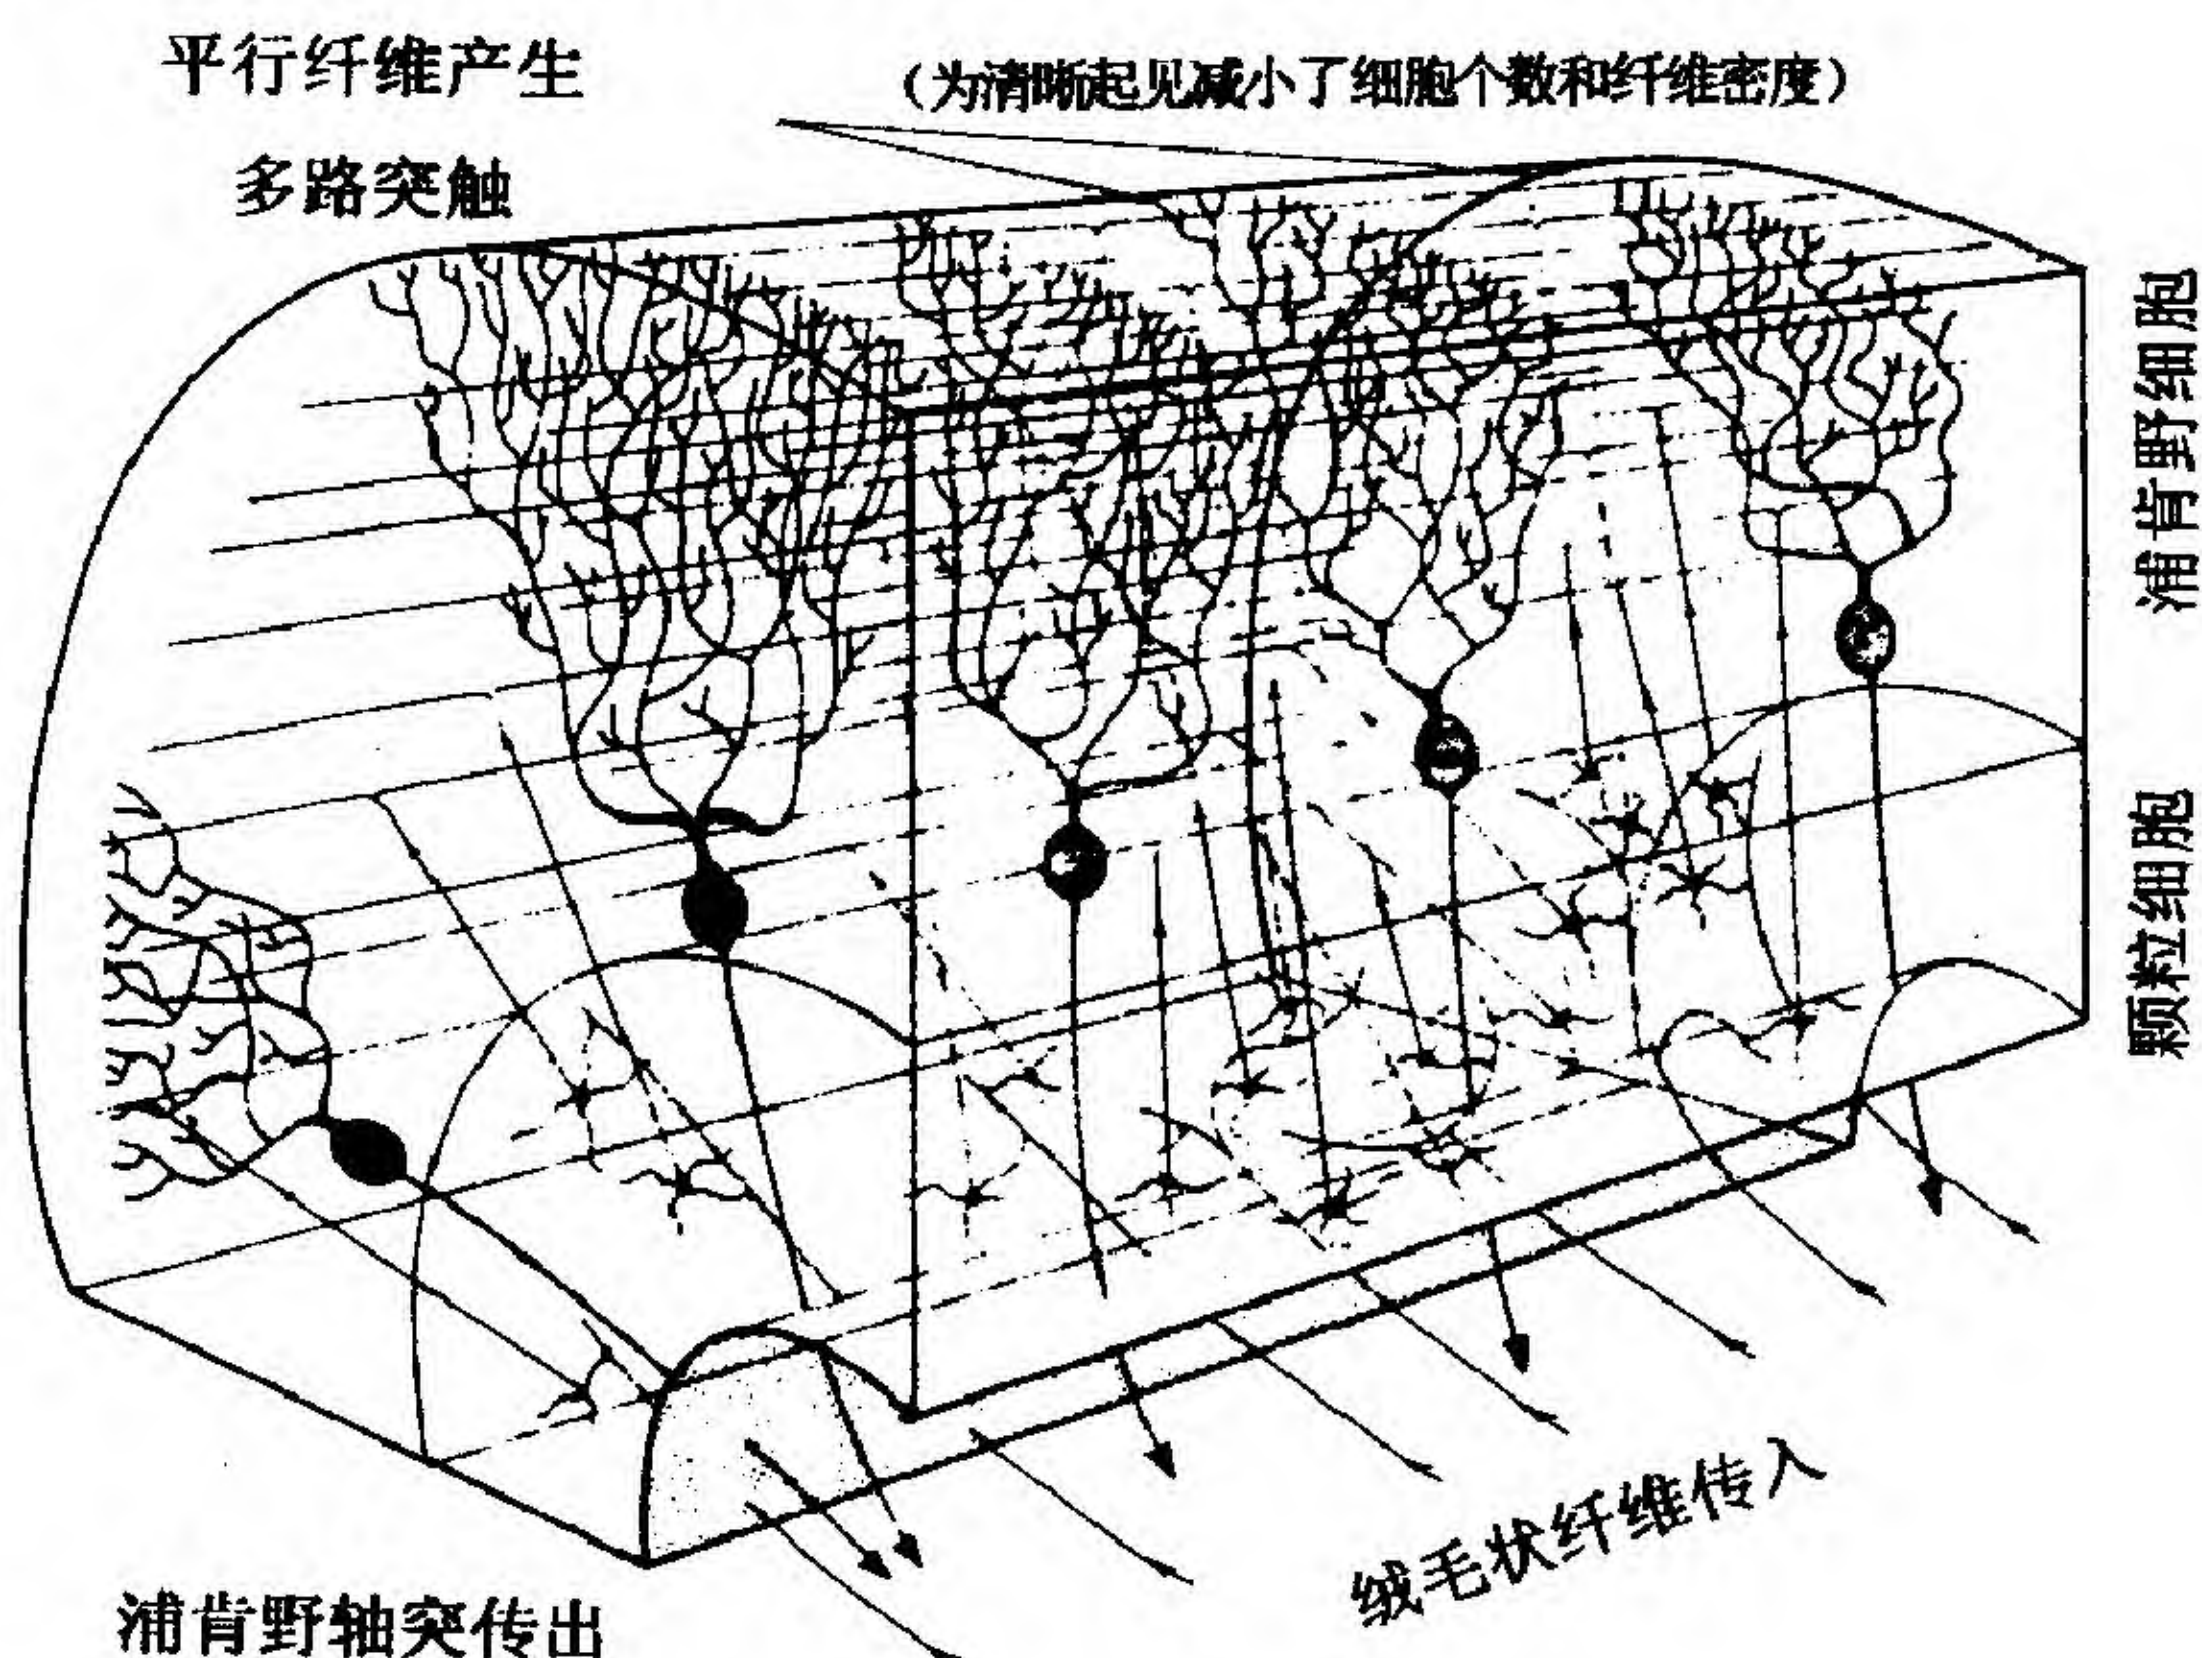 平行纤维产生
多路突触
（为清晰起见减小了细胞个数和纤维密度）
浦肯野细胞
颗粒细胞
绒毛状纤维传入
浦肯野轴突传出